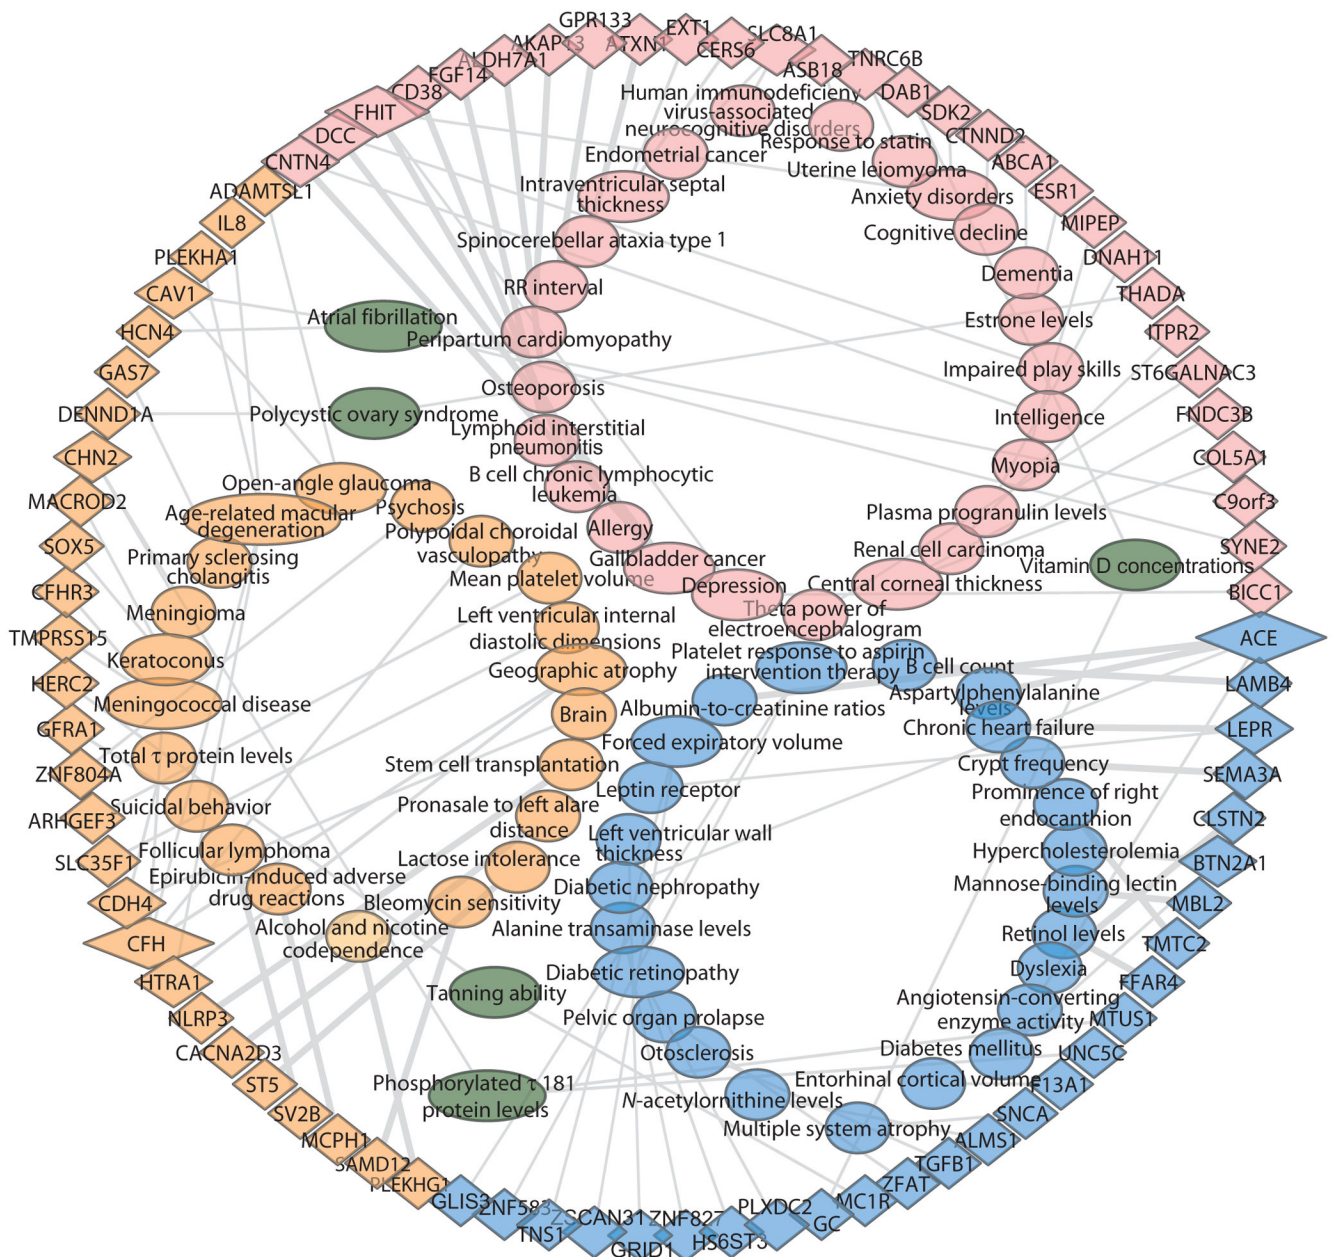 GPR133
EXT1
SLC8A1
AKAP13
ATXN1
CERS6
ALDH7A1
ASB18
TNRC6B
FGF14
CD38
DAB1
FHIT
SDK2
DCC
CTNND2
CNTN4
ABCA1
ADAMTSL1
ESR1
IL8
MIPEP
PLEKHA1
DNAH11
CAV1
THADA
HCN4
ITPR2
GAS7
ST6GALNAC3
DENND1A
FNDC3B
CHN2
COL5A1
MACROD2
C9orf3
SOX5
SYNE2
CFHR3
BICC1
TMPRSS15
ACE
HERC2
LAMB4
GFRA1
LEPR
ZNF804A
SEMA3A
ARHGEF3
CLSTN2
SLC35F1
BTN2A1
CDH4
MBL2
CFH
TMTC2
HTRA1
FFAR4
NLRP3
MTUS1
CACNA2D3
UNC5C
ST5
F13A1
SV2B
SNCA
MCPH1
ALMS1
SAMD12
TGFB1
PLEKHG1
ZFAT
GLIS3
MC1R
ZNF583
GC
TNS1
PLXDC2
ZSCAN31
HS6ST3
GRID1
ZNF827
Human immunodeficieny
virus-associated
neurocognitive disorders
Response to statin
Endometrial cancer
Uterine leiomyoma
Intraventricular septal
thickness
Anxiety disorders
Spinocerebellar ataxia type 1
Cognitive decline
RR interval
Dementia
Atrial fibrillation
Estrone levels
Peripartum cardiomyopathy
Impaired play skills
Osteoporosis
Intelligence
Polycystic ovary syndrome
Lymphoid interstitial
pneumonitis
Myopia
B cell chronic lymphocytic
leukemia
Plasma progranulin levels
Allergy
Renal cell carcinoma
Gallbladder cancer
Central corneal thickness
Vitamin D concentrations
Depression
Theta power of
electroencephalogram
Open-angle glaucoma
Psychosis
Age-related macular
degeneration
Polypoidal choroidal
vasculopathy
Primary sclerosing
cholangitis
Mean platelet volume
Meningioma
Left ventricular internal
diastolic dimensions
Keratoconus
Geographic atrophy
Meningococcal disease
Brain
Total τ protein levels
Stem cell transplantation
Suicidal behavior
Pronasale to left alare
distance
Follicular lymphoma
Lactose intolerance
Epirubicin-induced adverse
drug reactions
Bleomycin sensitivity
Alcohol and nicotine
codependence
Tanning ability
Phosphorylated τ 181
protein levels
Platelet response to aspirin
intervention therapy
B cell count
Albumin-to-creatinine ratios
Aspartylphenylalanine
levels
Forced expiratory volume
Chronic heart failure
Leptin receptor
Crypt frequency
Left ventricular wall
thickness
Prominence of right
endocanthion
Diabetic nephropathy
Hypercholesterolemia
Alanine transaminase levels
Mannose-binding lectin
levels
Diabetic retinopathy
Retinol levels
Pelvic organ prolapse
Dyslexia
Otosclerosis
Angiotensin-converting
enzyme activity
N-acetylornithine levels
Diabetes mellitus
Multiple system atrophy
Entorhinal cortical volume